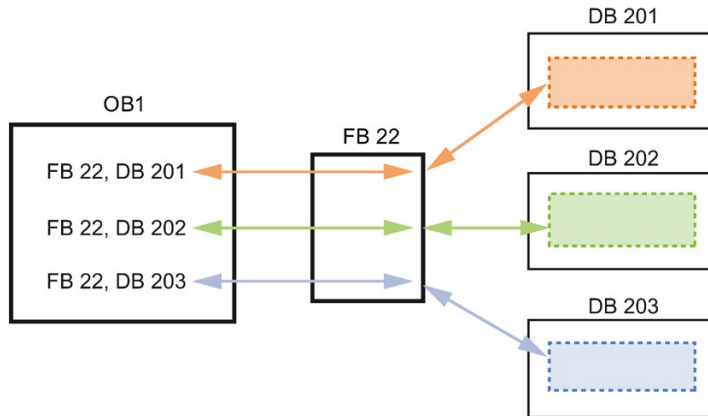 OB1
FB 22, DB 201
FB 22, DB 202
FB 22, DB 203
FB 22
DB 201
DB 202
DB 203